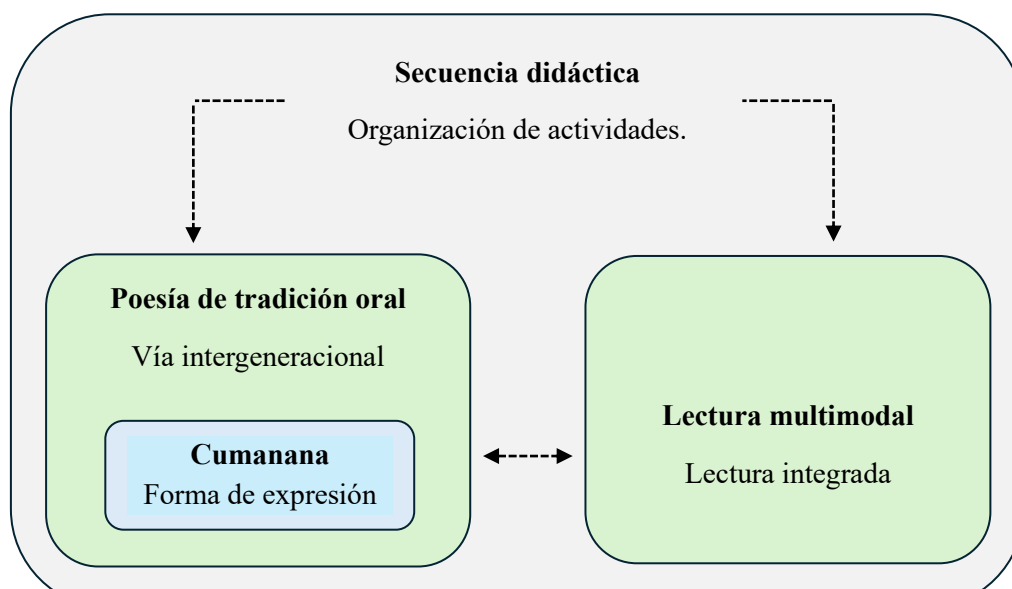 Secuencia didáctica
Organización de actividades.
Poesía de tradición oral
Vía intergeneracional
Cumanana
Forma de expresión
Lectura multimodal
Lectura integrada